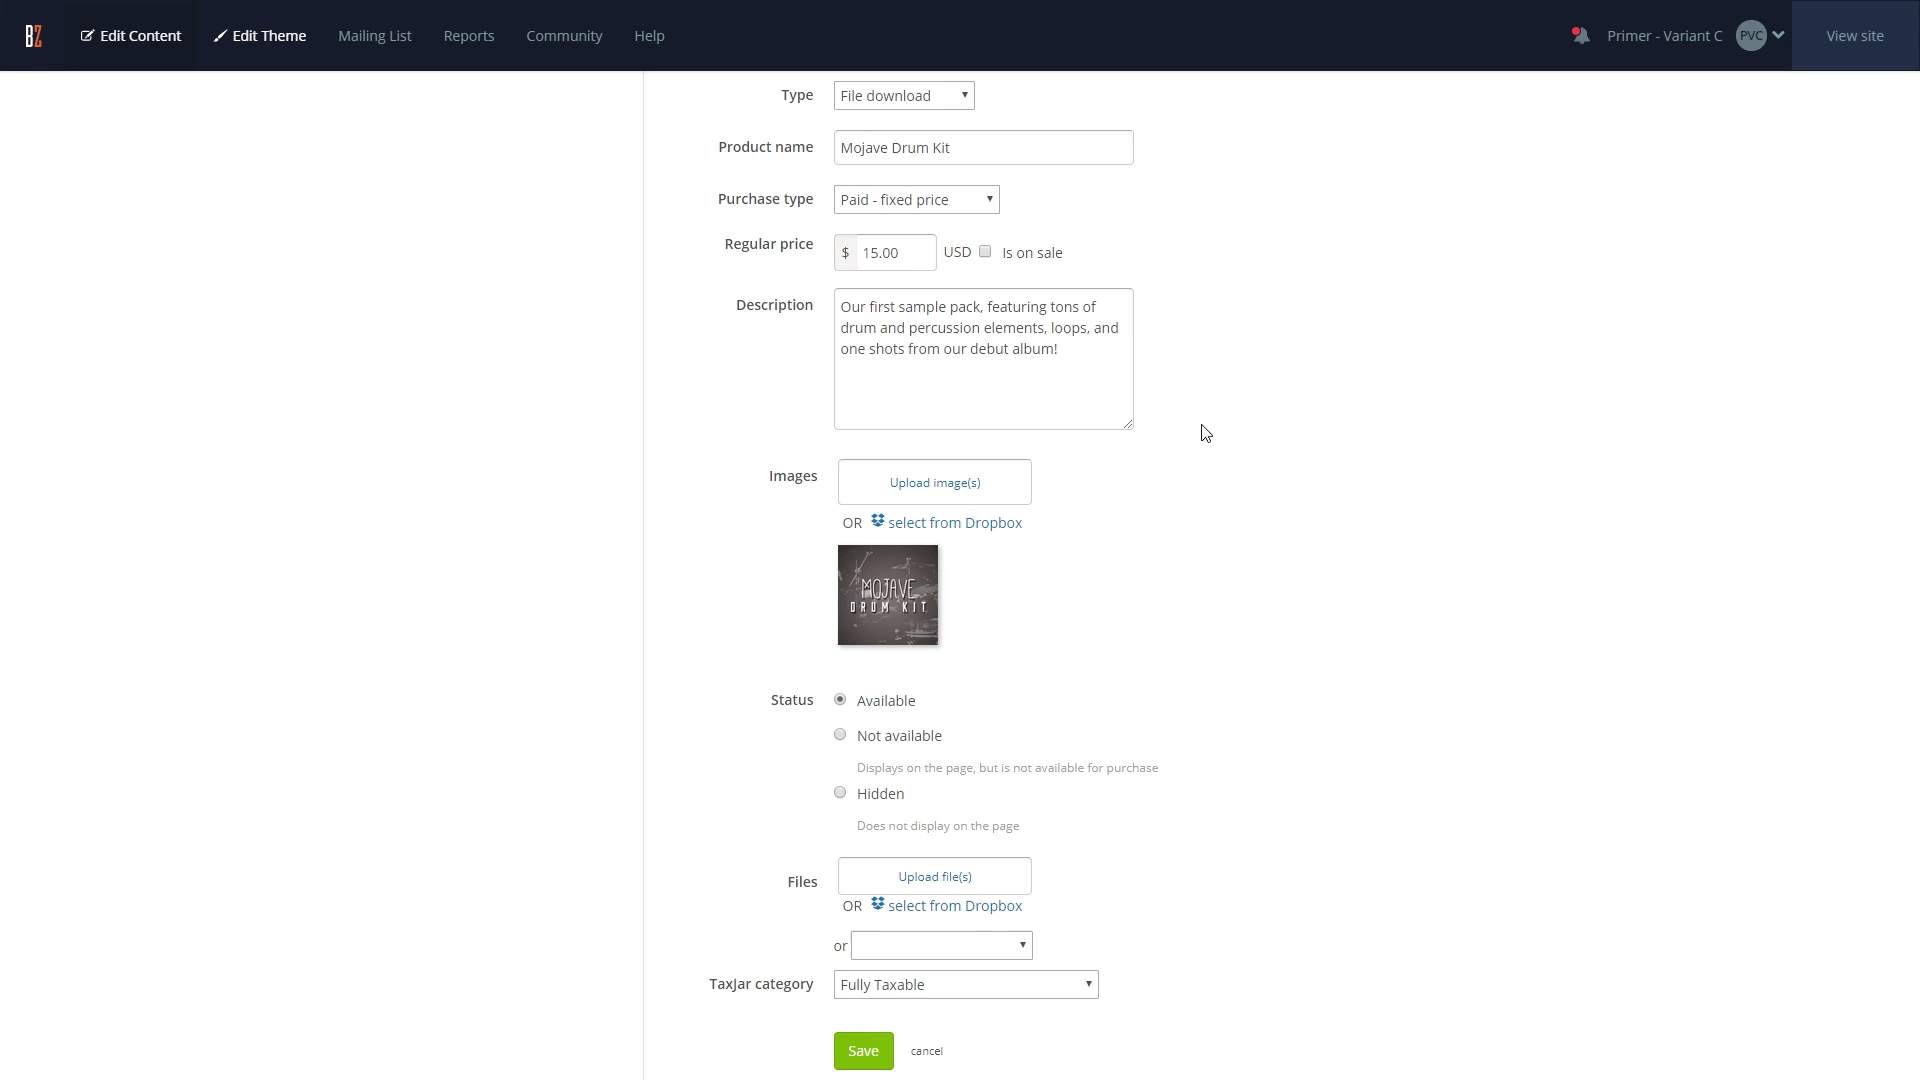 BZ Edit Content Edit Theme Mailing List Reports Community Help Primer - Variant C PVC View site
Type File download
Product name Mojave Drum Kit
Purchase type Paid - fixed price
Regular price $ 15.00 USD Is on sale
Description Our first sample pack, featuring tons of
drum and percussion elements, loops, and
one shots from our debut album!
Images Upload image(s)
OR select from Dropbox
MOJAVE
DRUM KIT
Status Available
Not available
Displays on the page, but is not available for purchase
Hidden
Does not display on the page
Files Upload file(s)
OR select from Dropbox
or
TaxJar category Fully Taxable
Save cancel